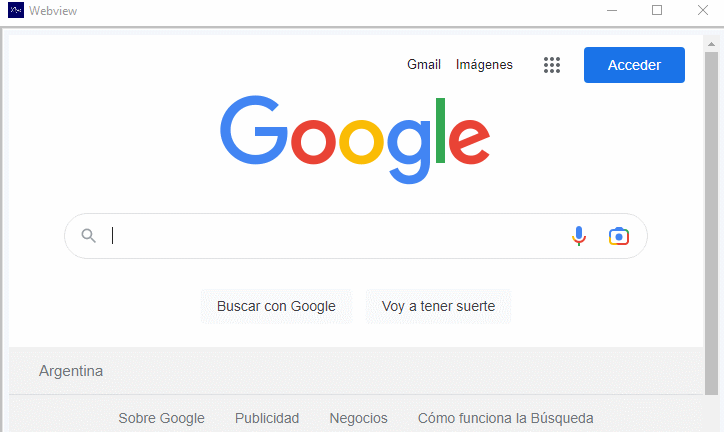 Webview
Gmail Imágenes Acceder
Google
Buscar con Google Voy a tener suerte
Argentina
Sobre Google Publicidad Negocios Cómo funciona la Búsqueda